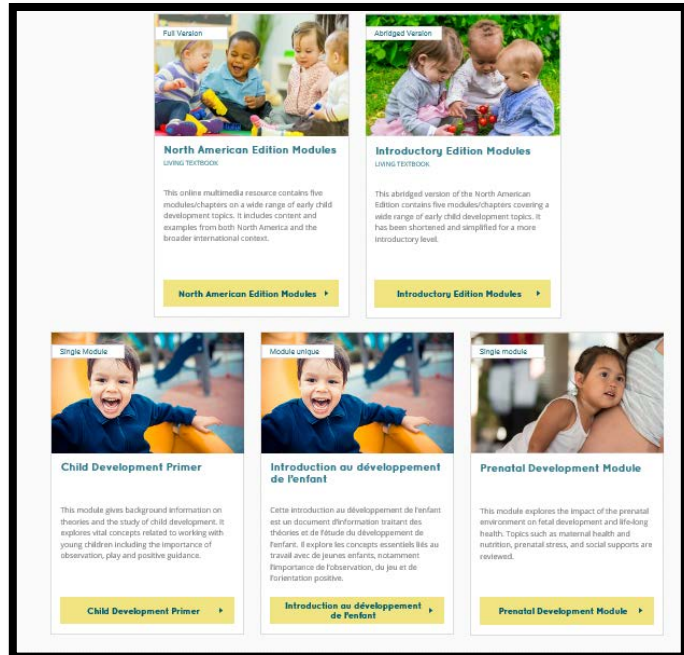 Full Version
North American Edition Modules
LIVING TEXTBOOK
This online multimedia resource contains five
modules/chapters on a wide range of early child
development topics. It includes content and
examples from both North America and the
broader international context.
North American Edition Modules
Abridged Version
Introductory Edition Modules
LIVING TEXTBOOK
This abridged version of the North American
Edition contains five modules/chapters covering a
wide range of early child development topics. It
has been shortened and simplified for a more
introductory level.
Introductory Edition Modules
Single Module
Child Development Primer
This module gives background information on
theories and the study of child development. It
explores vital concepts related to working with
young children including the importance of
observation, play and positive guidance.
Child Development Primer
Module unique
Introduction au développement
de l'enfant
Cette introduction au développement de l'enfant
est un document d'information traitant des
théories et de l'étude du développement de
l'enfant. Il explore les concepts essentiels liés au
travail avec de jeunes enfants, notamment
l'importance de l'observation, du jeu et de
l'orientation positive.
Introduction au développement
de l'enfant
Single module
Prenatal Development Module
This module explores the impact of the prenatal
environment on fetal development and life-long
health. Topics such as maternal health and
nutrition, prenatal stress, and social supports are
reviewed.
Prenatal Development Module